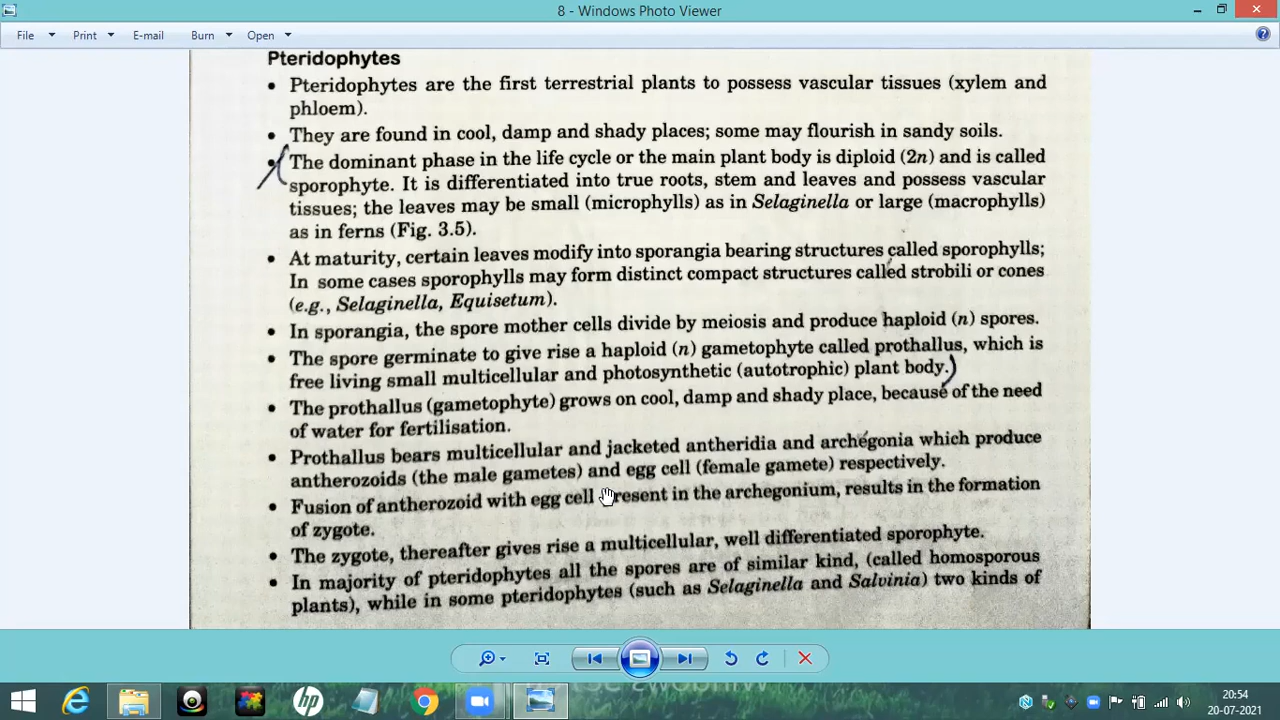 8 - Windows Photo Viewer
File Print E-mail Burn Open
Pteridophytes
• Pteridophytes are the first terrestrial plants to possess vascular tissues (xylem and
phloem).
• They are found in cool, damp and shady places; some may flourish in sandy soils.
• The dominant phase in the life cycle or the main plant body is diploid (2n) and is called
sporophyte. It is differentiated into true roots, stem and leaves and possess vascular
tissues; the leaves may be small (microphylls) as in Selaginella or large (macrophylls)
as in ferns (Fig. 3.5).
• At maturity, certain leaves modify into sporangia bearing structures called sporophylls;
In some cases sporophylls may form distinct compact structures called strobili or cones
(e.g., Selaginella, Equisetum).
• In sporangia, the spore mother cells divide by meiosis and produce haploid (n) spores.
• The spore germinate to give rise a haploid (n) gametophyte called prothallus, which is
free living small multicellular and photosynthetic (autotrophic) plant body.
• The prothallus (gametophyte) grows on cool, damp and shady place, because of the need
of water for fertilisation.
• Prothallus bears multicellular and jacketed antheridia and archegonia which produce
antherozoids (the male gametes) and egg cell (female gamete) respectively.
• Fusion of antherozoid with egg cell present in the archegonium, results in the formation
of zygote.
• The zygote, thereafter gives rise a multicellular, well differentiated sporophyte.
• In majority of pteridophytes all the spores are of similar kind, (called homosporous
plants), while in some pteridophytes (such as Selaginella and Salvinia) two kinds of
hp
20:54
20-07-2021